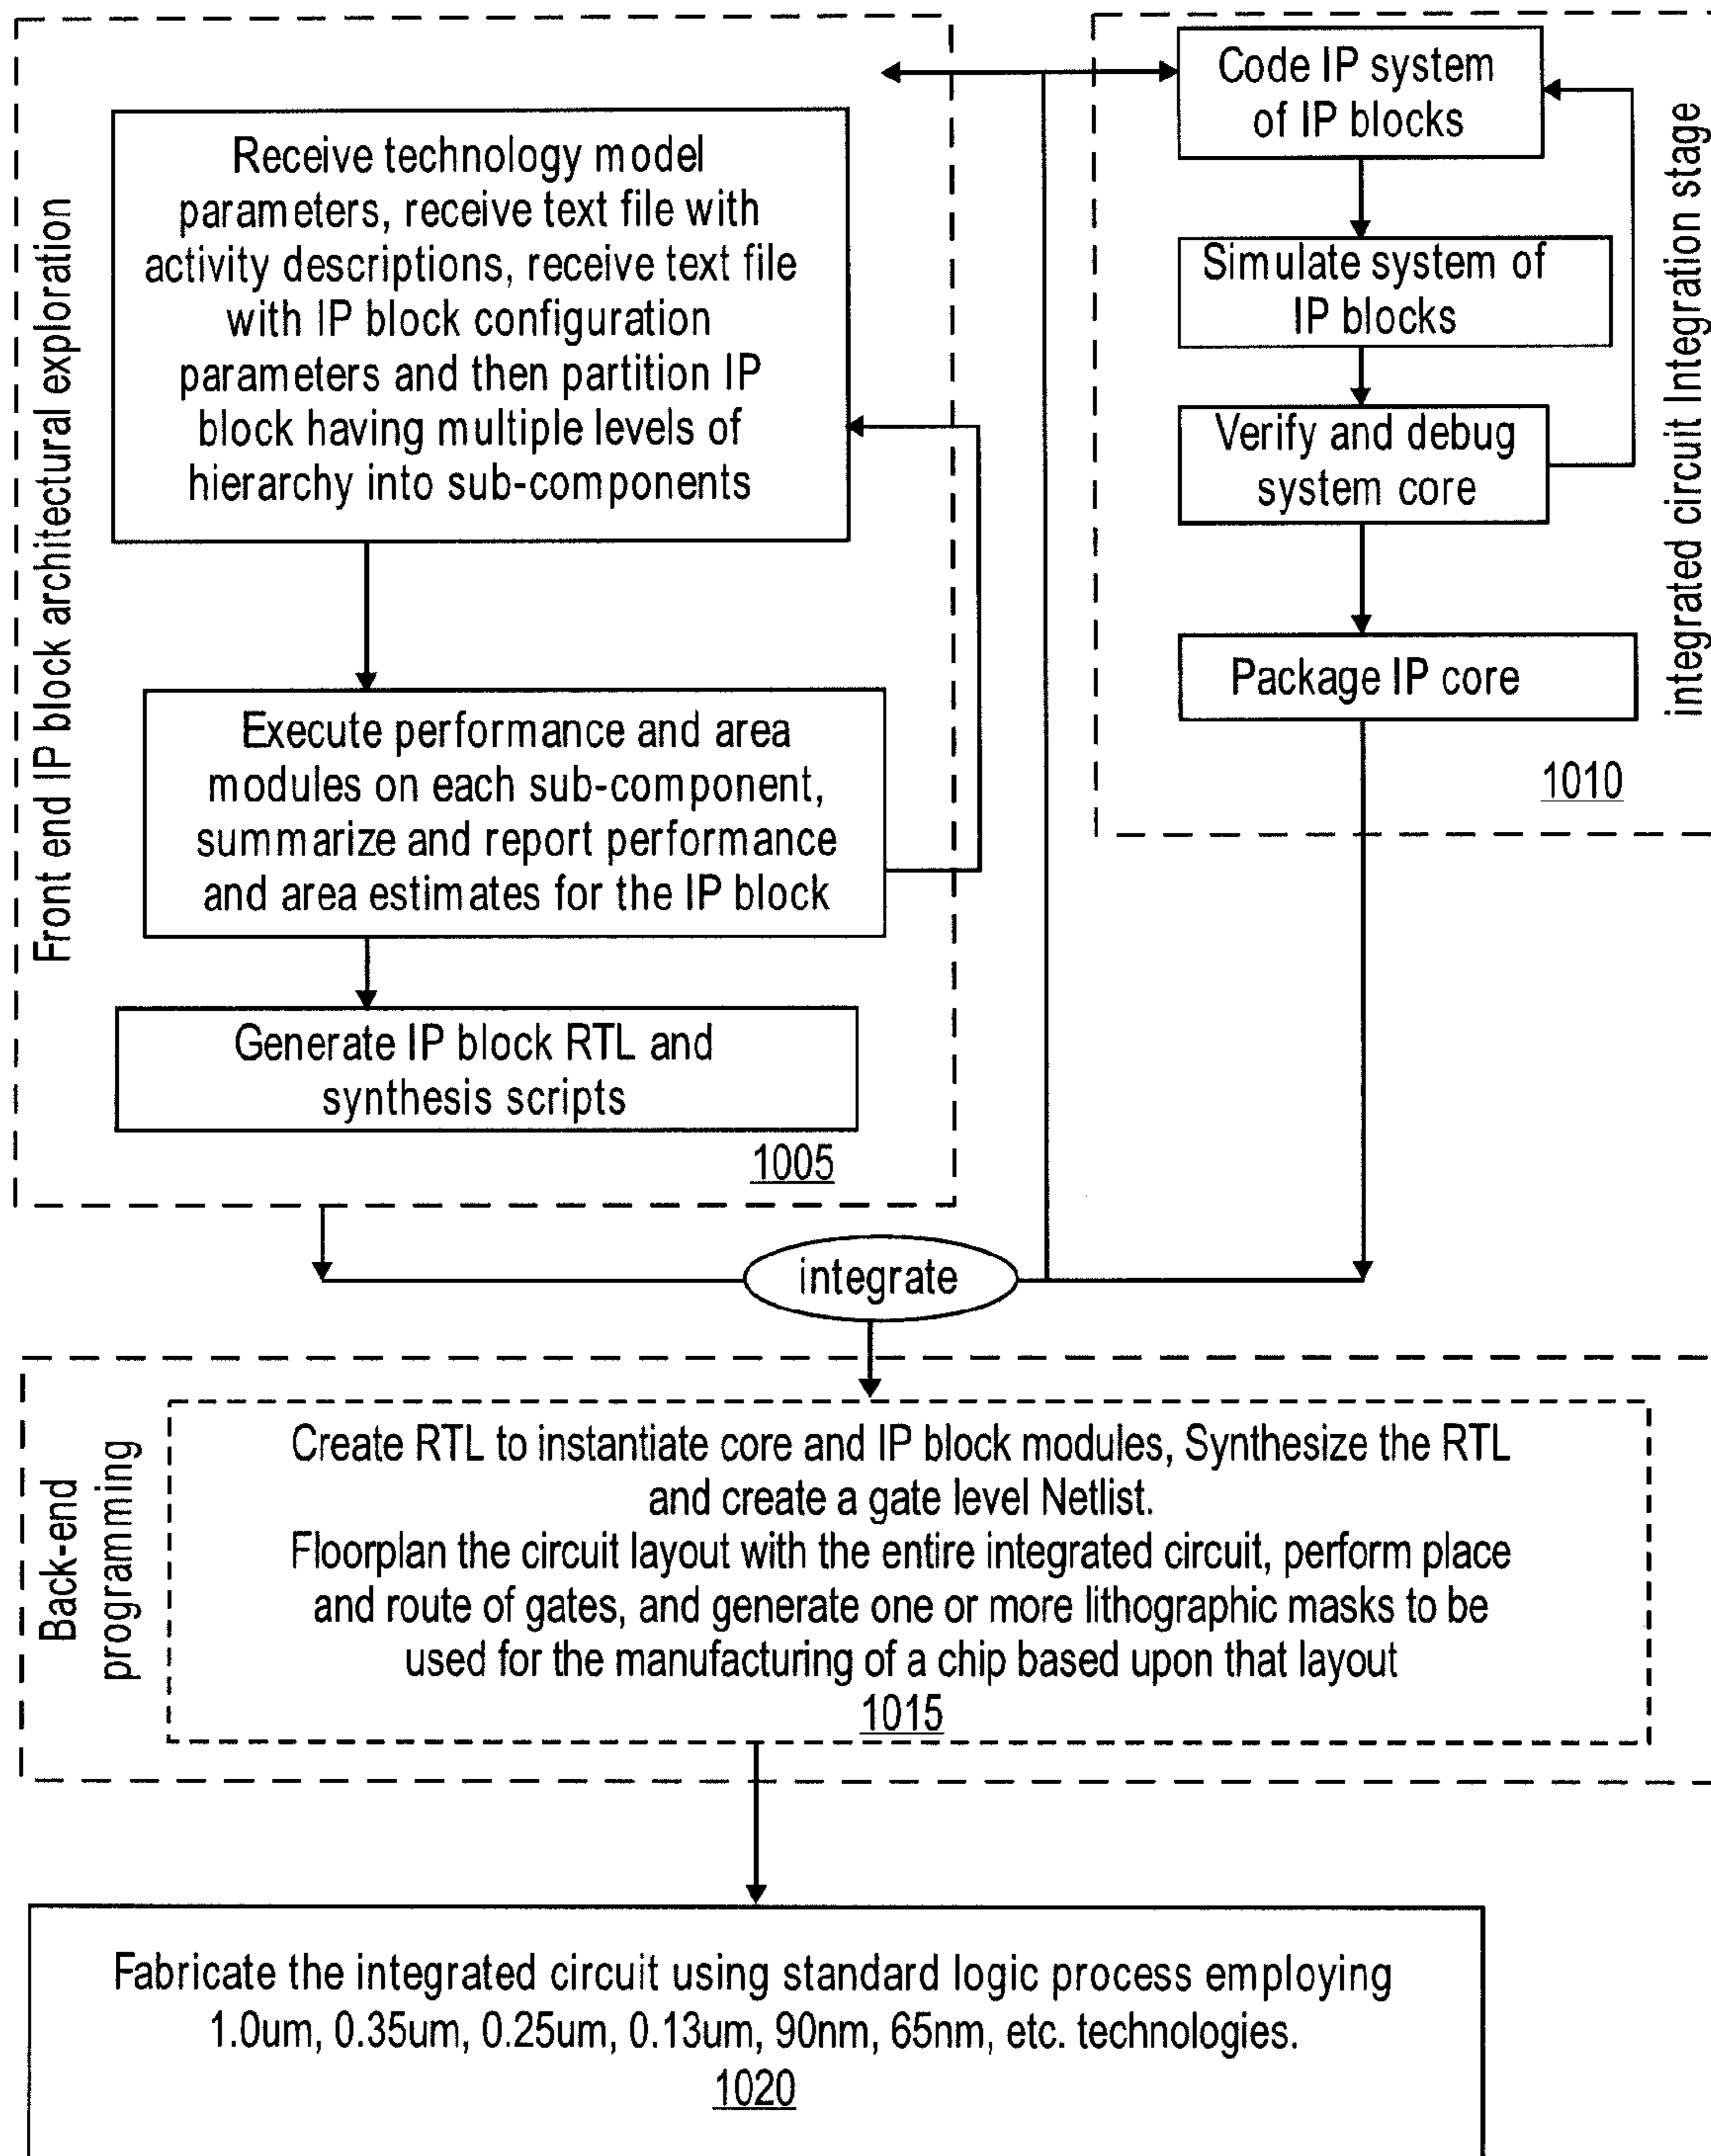 Front end IP block architectural exploration
Receive technology model
parameters, receive text file with
activity descriptions, receive text file
with IP block configuration
parameters and then partition IP
block having multiple levels of
hierarchy into sub-components
Execute performance and area
modules on each sub-component,
summarize and report performance
and area estimates for the IP block
Generate IP block RTL and
synthesis scripts
1005
Code IP system
of IP blocks
Simulate system of
IP blocks
Verify and debug
system core
Package IP core
1010
integrated circuit Integration stage
integrate
Back-end
programming
Create RTL to instantiate core and IP block modules, Synthesize the RTL
and create a gate level Netlist.
Floorplan the circuit layout with the entire integrated circuit, perform place
and route of gates, and generate one or more lithographic masks to be
used for the manufacturing of a chip based upon that layout
1015
Fabricate the integrated circuit using standard logic process employing
1.0um, 0.35um, 0.25um, 0.13um, 90nm, 65nm, etc. technologies.
1020